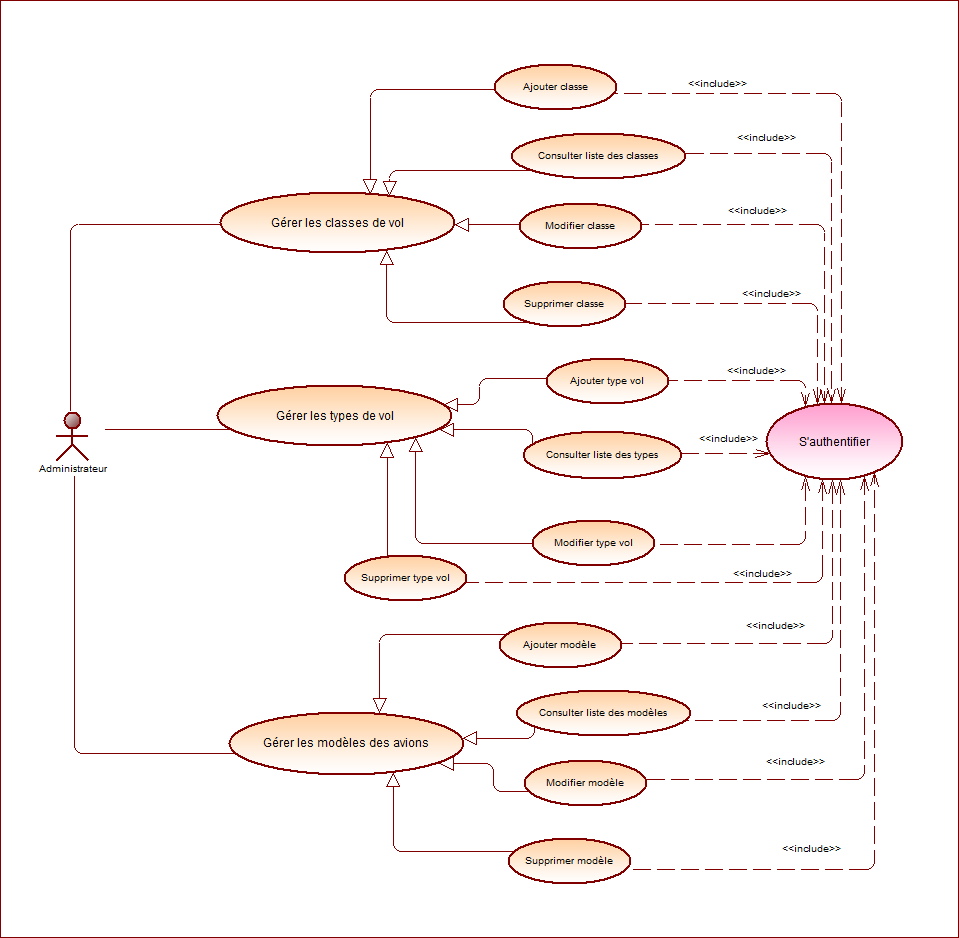 Ajouter classe
<<include>>
Consulter liste des classes
<<include>>
Gérer les classes de vol
Modifier classe
<<include>>
Supprimer classe
<<include>>
Ajouter type vol
<<include>>
Gérer les types de vol
Consulter liste des types
<<include>>
S'authentifier
Administrateur
Modifier type vol
Supprimer type vol
<<include>>
Ajouter modèle
<<include>>
Consulter liste des modèles
<<include>>
Gérer les modèles des avions
Modifier modèle
<<include>>
Supprimer modèle
<<include>>